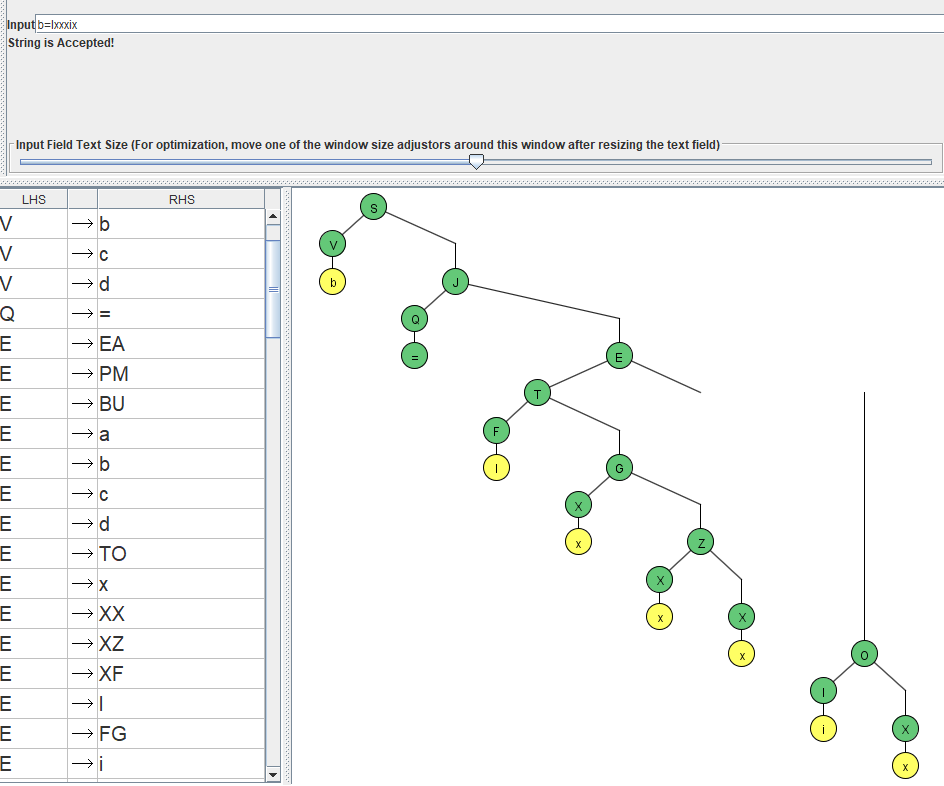 Input b=lxxxix
String is Accepted!
Input Field Text Size (For optimization, move one of the window size adjustors around this window after resizing the text field)
LHS RHS
V → b
V → c
V → d
Q → =
E → EA
E → PM
E → BU
E → a
E → b
E → c
E → d
E → TO
E → x
E → XX
E → XZ
E → XF
E → l
E → FG
E → i
S
V
b
J
Q
=
E
T
F
l
G
X
x
Z
X
x
X
x
O
I
i
X
x